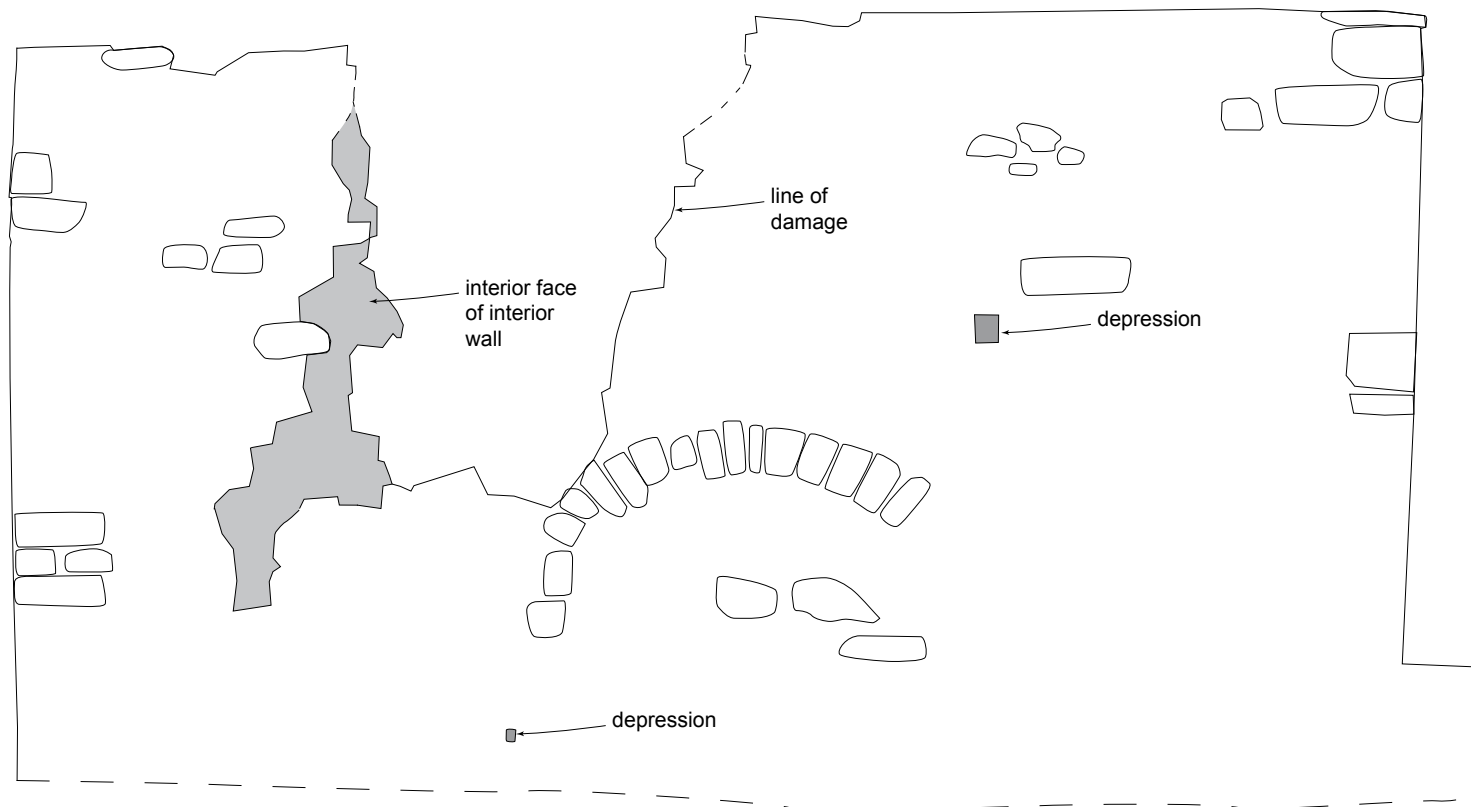 line of
damage
interior face
of interior
wall
depression
depression